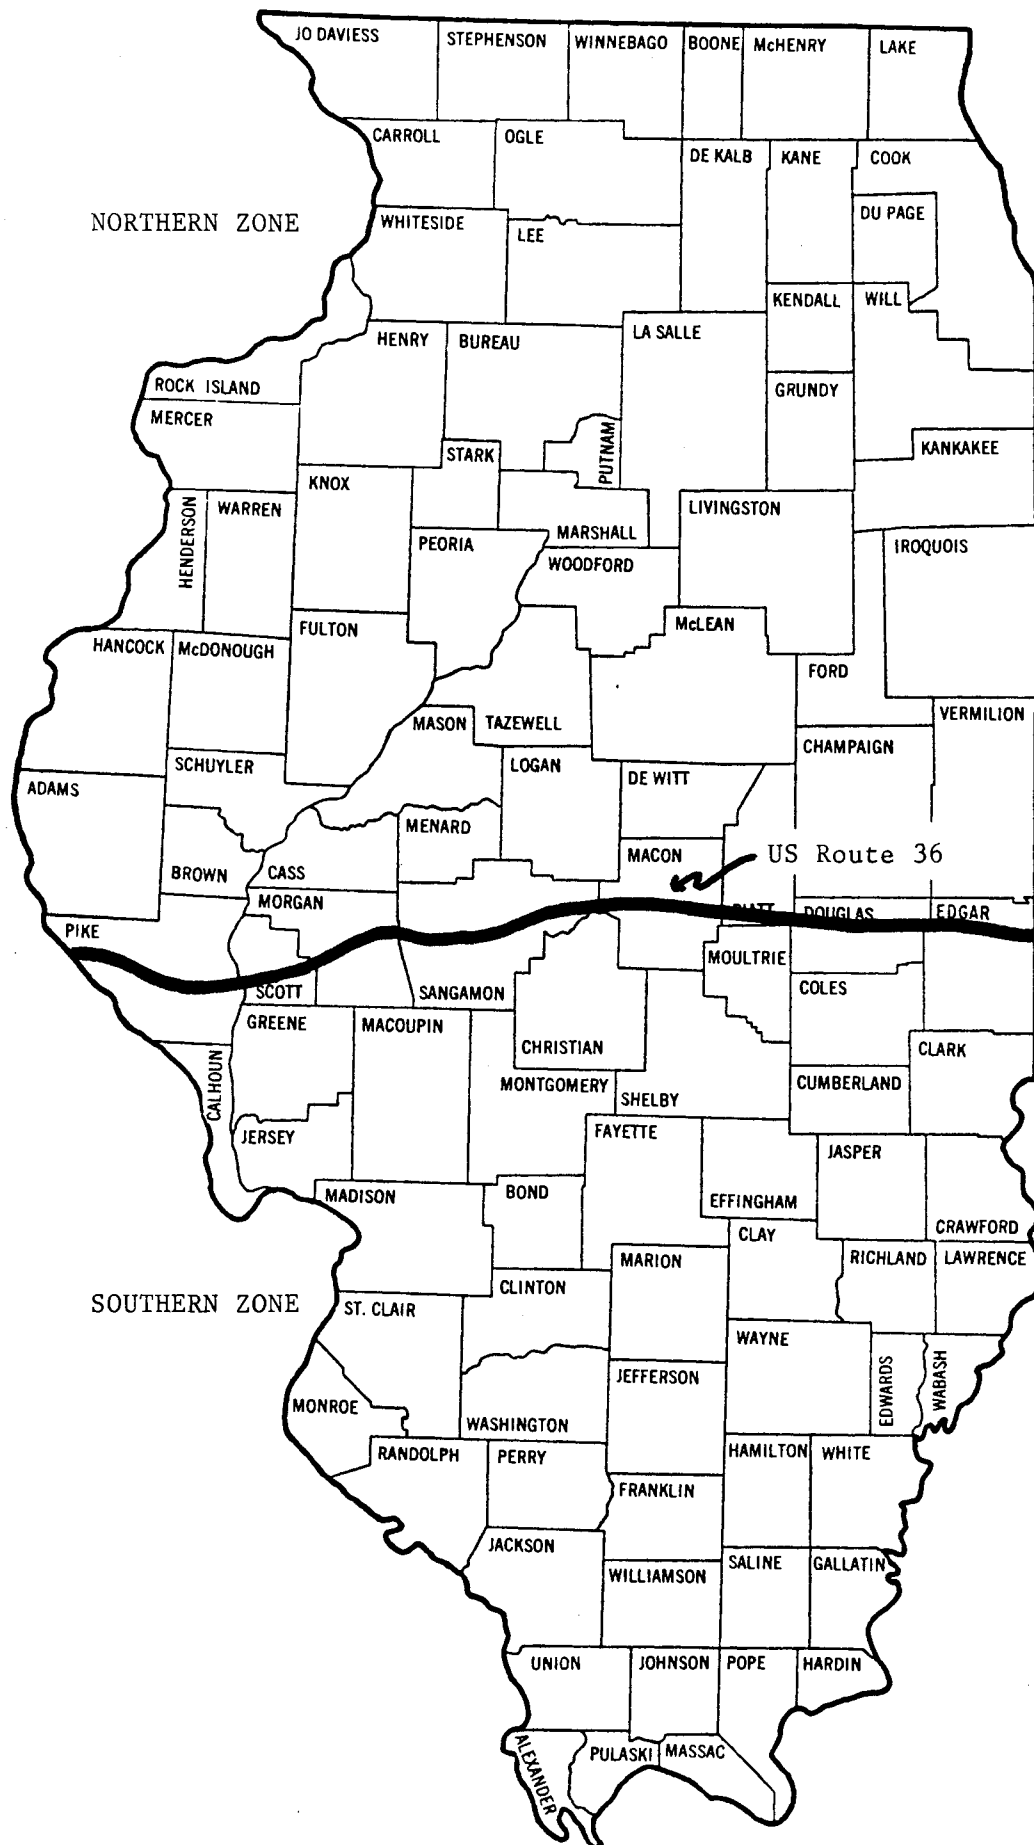 JO DAVIESS
STEPHENSON
WINNEBAGO
BOONE
McHENRY
LAKE
CARROLL
OGLE
DE KALB
KANE
COOK
NORTHERN ZONE
WHITESIDE
LEE
DU PAGE
KENDALL
WILL
HENRY
BUREAU
LA SALLE
ROCK ISLAND
GRUNDY
MERCER
STARK
PUTNAM
KANKAKEE
KNOX
HENDERSON
WARREN
LIVINGSTON
PEORIA
MARSHALL
IROQUOIS
WOODFORD
FULTON
McLEAN
HANCOCK
McDONOUGH
FORD
MASON
TAZEWELL
VERMILION
CHAMPAIGN
SCHUYLER
LOGAN
DE WITT
ADAMS
MENARD
MACON
US Route 36
BROWN
CASS
MORGAN
PIATT
DOUGLAS
EDGAR
PIKE
MOULTRIE
SCOTT
SANGAMON
COLES
GREENE
MACOUPIN
CHRISTIAN
CLARK
CALHOUN
MONTGOMERY
CUMBERLAND
SHELBY
JERSEY
FAYETTE
JASPER
MADISON
BOND
EFFINGHAM
CRAWFORD
CLAY
MARION
RICHLAND
LAWRENCE
SOUTHERN ZONE
ST. CLAIR
CLINTON
WAYNE
EDWARDS
WABASH
JEFFERSON
MONROE
WASHINGTON
RANDOLPH
PERRY
HAMILTON
WHITE
FRANKLIN
JACKSON
WILLIAMSON
SALINE
GALLATIN
UNION
JOHNSON
POPE
HARDIN
ALEXANDER
PULASKI
MASSAC